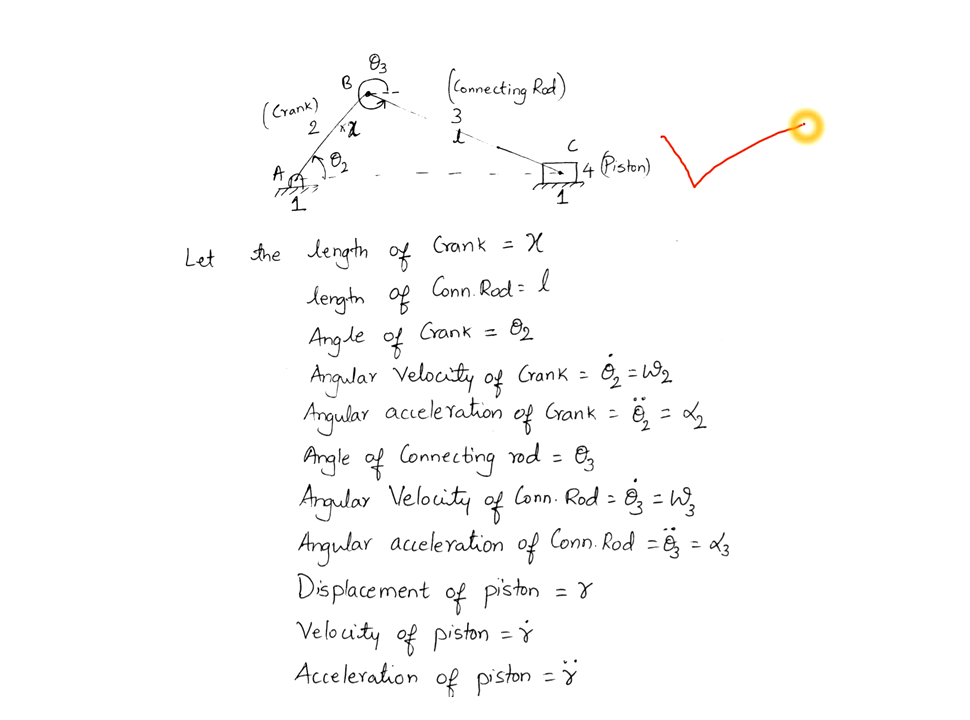 θ3
B
(Crank)
2
x
(Connecting Rod)
3
l
θ2
A
C
4 (Piston)
1
1
Let the length of Crank = x
length of Conn. Rod = l
Angle of Crank = θ2
Angular Velocity of Crank = θ̇2 = ω2
Angular acceleration of Crank = θ̈2 = α2
Angle of Connecting rod = θ3
Angular Velocity of Conn. Rod = θ̇3 = ω3
Angular acceleration of Conn. Rod = θ̈3 = α3
Displacement of piston = r
Velocity of piston = ṙ
Acceleration of piston = r̈